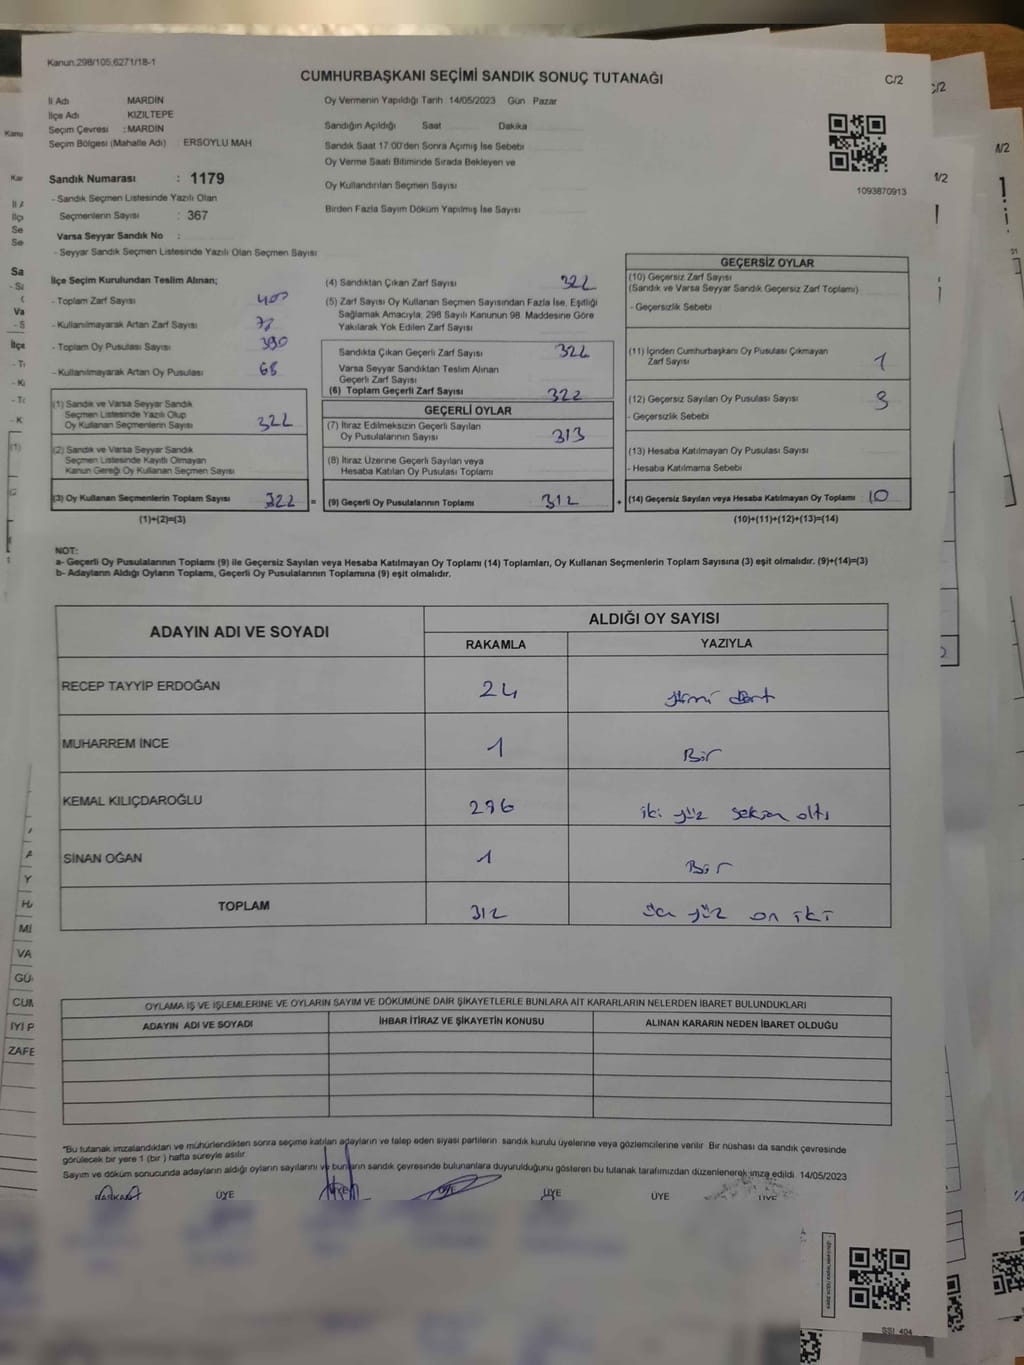 Kanun.298/105,6271/18-1
CUMHURBAŞKANI SEÇİMİ SANDIK SONUÇ TUTANAĞI
C/2
İl Adı MARDİN
İlçe Adı KIZILTEPE
Seçim Çevresi : MARDİN
Seçim Bölgesi (Mahalle Adı) : ERSOYLU MAH
Oy Vermenin Yapıldığı Tarih 14/05/2023 Gün Pazar
Sandığın Açıldığı Saat Dakika
Sandık Saat 17:00'den Sonra Açımış İse Sebebi
Oy Verme Saati Bitiminde Sırada Bekleyen ve
Oy Kullandırılan Seçmen Sayısı
Birden Fazla Sayım Döküm Yapılmış İse Sayısı
1093870913
Sandık Numarası : 1179
- Sandık Seçmen Listesinde Yazılı Olan
Seçmenlerin Sayısı : 367
Varsa Seyyar Sandık No :
- Seyyar Sandık Seçmen Listesinde Yazılı Olan Seçmen Sayısı
İlçe Seçim Kurulundan Teslim Alınan;
- Toplam Zarf Sayısı 400
- Kullanılmayarak Artan Zarf Sayısı 78
- Toplam Oy Pusulası Sayısı 390
- Kullanılmayarak Artan Oy Pusulası 68
(1) Sandık ve Varsa Seyyar Sandık
Seçmen Listesinde Yazılı Olup
Oy Kullanan Seçmenlerin Sayısı 322
(2) Sandık ve Varsa Seyyar Sandık
Seçmen Listesinde Kayıtlı Olmayan
Kanun Gereği Oy Kullanan Seçmen Sayısı
(3) Oy Kullanan Seçmenlerin Toplam Sayısı 322 =
(1)+(2)=(3)
(4) Sandıktan Çıkan Zarf Sayısı 322
(5) Zarf Sayısı Oy Kullanan Seçmen Sayısından Fazla İse, Eşitliği
Sağlamak Amacıyla, 298 Sayılı Kanunun 98. Maddesine Göre
Yakılarak Yok Edilen Zarf Sayısı
Sandıkta Çıkan Geçerli Zarf Sayısı 322
Varsa Seyyar Sandıktan Teslim Alınan
Geçerli Zarf Sayısı
(6) Toplam Geçerli Zarf Sayısı 322
GEÇERLİ OYLAR
(7) İtiraz Edilmeksizin Geçerli Sayılan
Oy Pusulalarının Sayısı 313
(8) İtiraz Üzerine Geçerli Sayılan veya
Hesaba Katılan Oy Pusulası Toplamı
(9) Geçerli Oy Pusulalarının Toplamı 312 +
GEÇERSİZ OYLAR
(10) Geçersiz Zarf Sayısı
(Sandık ve Varsa Seyyar Sandık Geçersiz Zarf Toplamı)
- Geçersizlik Sebebi
(11) İçinden Cumhurbaşkanı Oy Pusulası Çıkmayan
Zarf Sayısı 1
(12) Geçersiz Sayılan Oy Pusulası Sayısı 9
- Geçersizlik Sebebi
(13) Hesaba Katılmayan Oy Pusulası Sayısı
- Hesaba Katılmama Sebebi
(14) Geçersiz Sayılan veya Hesaba Katılmayan Oy Toplamı 10
(10)+(11)+(12)+(13)=(14)
NOT:
a- Geçerli Oy Pusulalarının Toplamı (9) ile Geçersiz Sayılan veya Hesaba Katılmayan Oy Toplamı (14) Toplamları, Oy Kullanan Seçmenlerin Toplam Sayısına (3) eşit olmalıdır. (9)+(14)=(3)
b- Adayların Aldığı Oyların Toplamı, Geçerli Oy Pusulalarının Toplamına (9) eşit olmalıdır.
ADAYIN ADI VE SOYADI
ALDIĞI OY SAYISI
RAKAMLA YAZIYLA
RECEP TAYYİP ERDOĞAN 24 yirmi dört
MUHARREM İNCE 1 Bir
KEMAL KILIÇDAROĞLU 286 iki yüz seksen altı
SİNAN OĞAN 1 Bir
TOPLAM 312 üç yüz on iki
OYLAMA İŞ VE İŞLEMLERİNE VE OYLARIN SAYIM VE DÖKÜMÜNE DAİR ŞİKAYETLERLE BUNLARA AİT KARARLARIN NELERDEN İBARET BULUNDUKLARI
ADAYIN ADI VE SOYADI İHBAR İTİRAZ VE ŞİKAYETİN KONUSU ALINAN KARARIN NEDEN İBARET OLDUĞU
"Bu tutanak imzalandıktan ve mühürlendikten sonra seçime katılan adayların ve talep eden siyasi partilerin sandık kurulu üyelerine veya gözlemcilerine verilir. Bir nüshası da sandık çevresinde
görülecek bir yere 1 (bir ) hafta süreyle asılır.
Sayım ve döküm sonucunda adayların aldığı oyların sayılarını ve bunların sandık çevresinde bulunanlara duyurulduğunu gösteren bu tutanak tarafımızdan düzenlenerek imza edildi. 14/05/2023
BAŞKAN ÜYE ÜYE ÜYE ÜYE ÜYE ÜYE
SSI 404